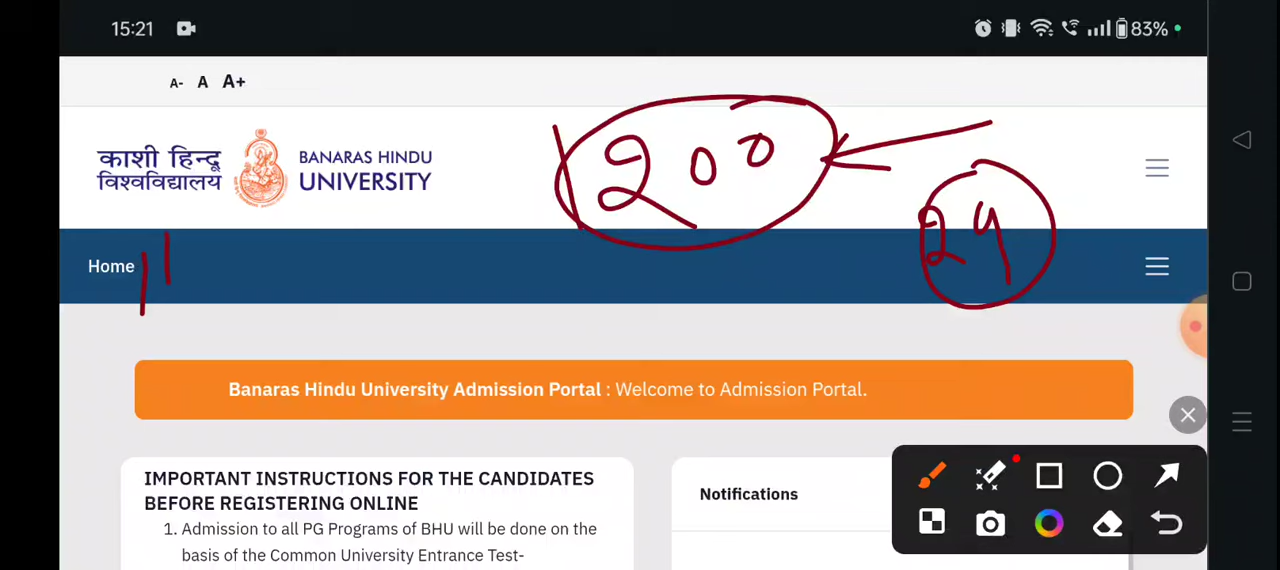 15:21 83%
A- A A+
काशी हिन्दू
विश्वविद्यालय
BANARAS HINDU
UNIVERSITY
200
24
Home
Banaras Hindu University Admission Portal : Welcome to Admission Portal.
IMPORTANT INSTRUCTIONS FOR THE CANDIDATES
BEFORE REGISTERING ONLINE
1. Admission to all PG Programs of BHU will be done on the
basis of the Common University Entrance Test-
Notifications